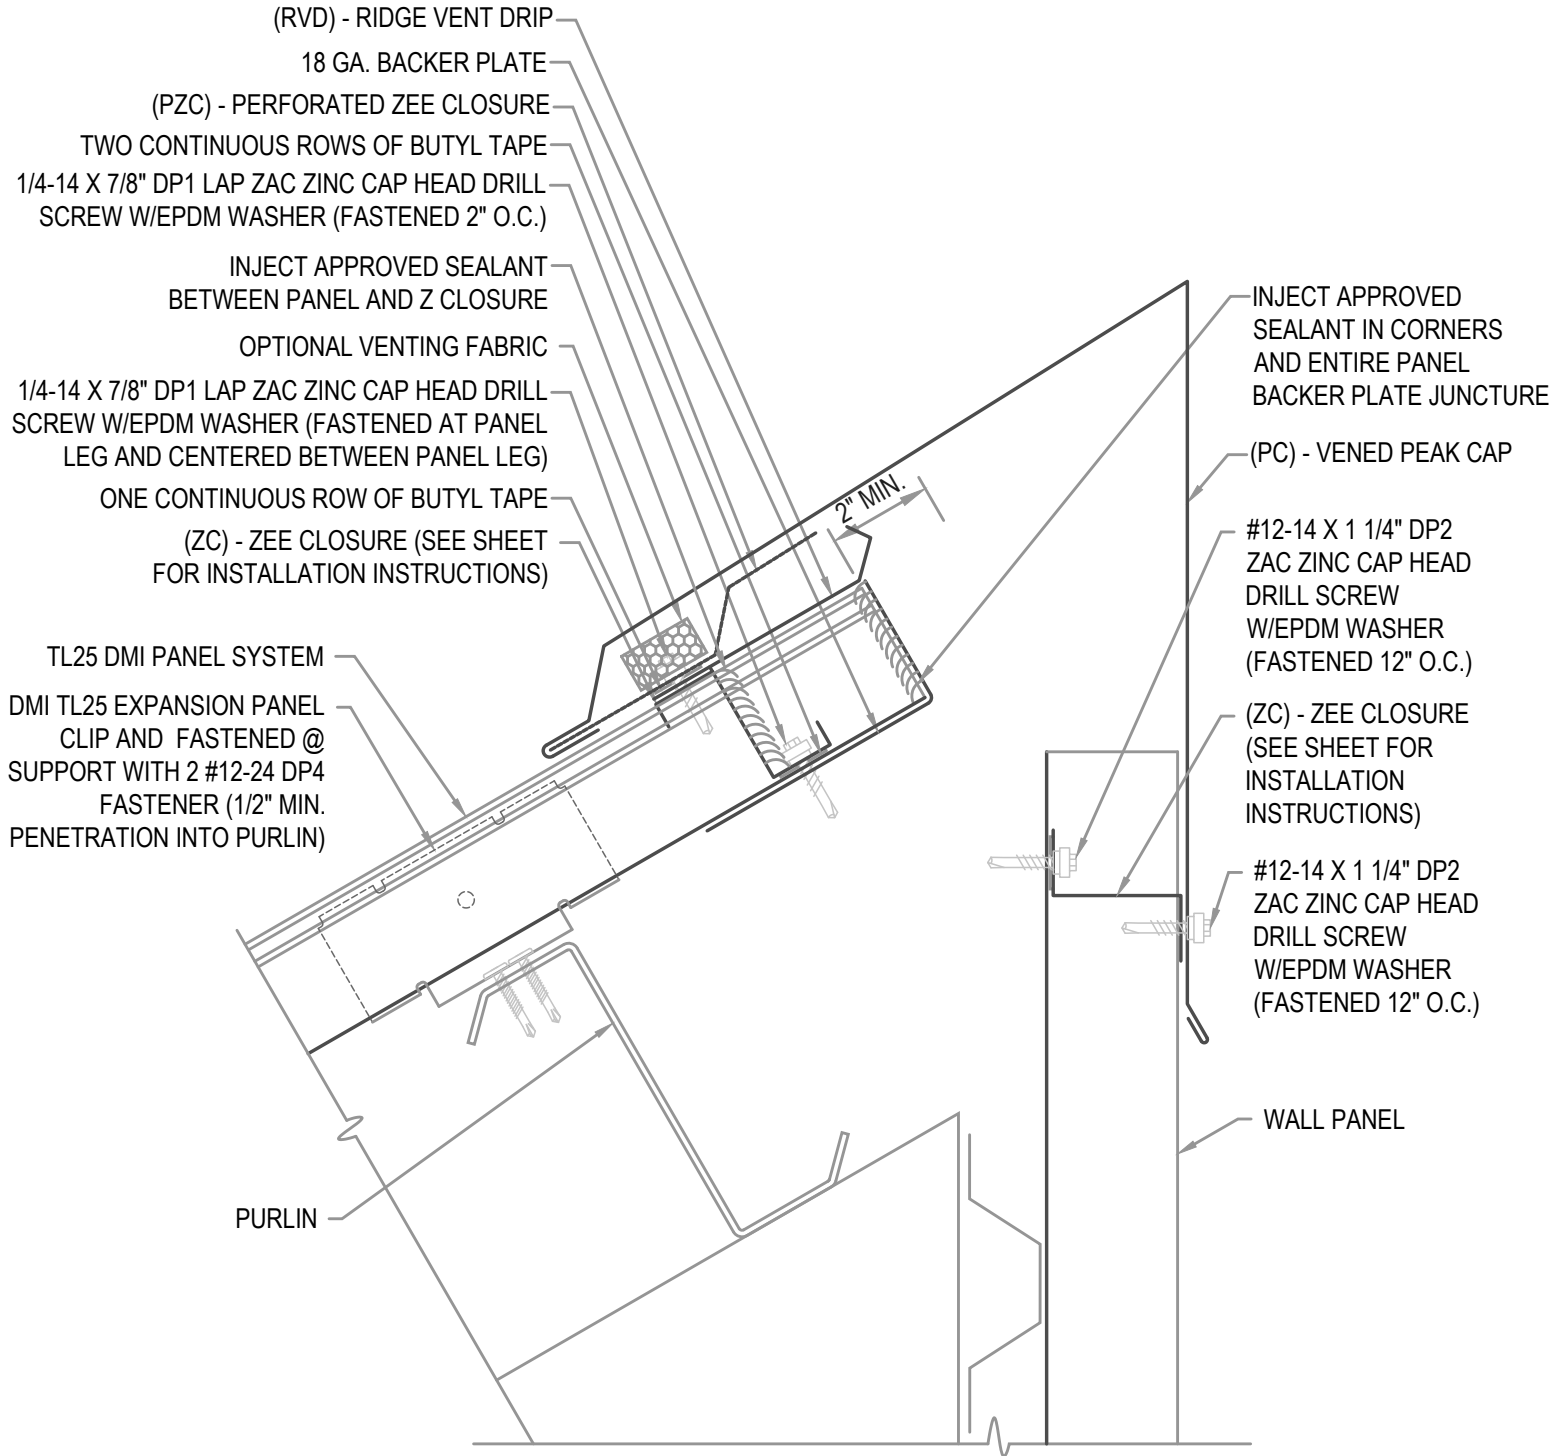 (RVD) - RIDGE VENT DRIP
18 GA. BACKER PLATE
(PZC) - PERFORATED ZEE CLOSURE
TWO CONTINUOUS ROWS OF BUTYL TAPE
1/4-14 X 7/8" DP1 LAP ZAC ZINC CAP HEAD DRILL
SCREW W/EPDM WASHER (FASTENED 2" O.C.)
INJECT APPROVED SEALANT
BETWEEN PANEL AND Z CLOSURE
OPTIONAL VENTING FABRIC
1/4-14 X 7/8" DP1 LAP ZAC ZINC CAP HEAD DRILL
SCREW W/EPDM WASHER (FASTENED AT PANEL
LEG AND CENTERED BETWEEN PANEL LEG)
ONE CONTINUOUS ROW OF BUTYL TAPE
(ZC) - ZEE CLOSURE (SEE SHEET
FOR INSTALLATION INSTRUCTIONS)
TL25 DMI PANEL SYSTEM
DMI TL25 EXPANSION PANEL
CLIP AND FASTENED @
SUPPORT WITH 2 #12-24 DP4
FASTENER (1/2" MIN.
PENETRATION INTO PURLIN)
PURLIN
2" MIN.
INJECT APPROVED
SEALANT IN CORNERS
AND ENTIRE PANEL
BACKER PLATE JUNCTURE
(PC) - VENED PEAK CAP
#12-14 X 1 1/4" DP2
ZAC ZINC CAP HEAD
DRILL SCREW
W/EPDM WASHER
(FASTENED 12" O.C.)
(ZC) - ZEE CLOSURE
(SEE SHEET FOR
INSTALLATION
INSTRUCTIONS)
#12-14 X 1 1/4" DP2
ZAC ZINC CAP HEAD
DRILL SCREW
W/EPDM WASHER
(FASTENED 12" O.C.)
WALL PANEL